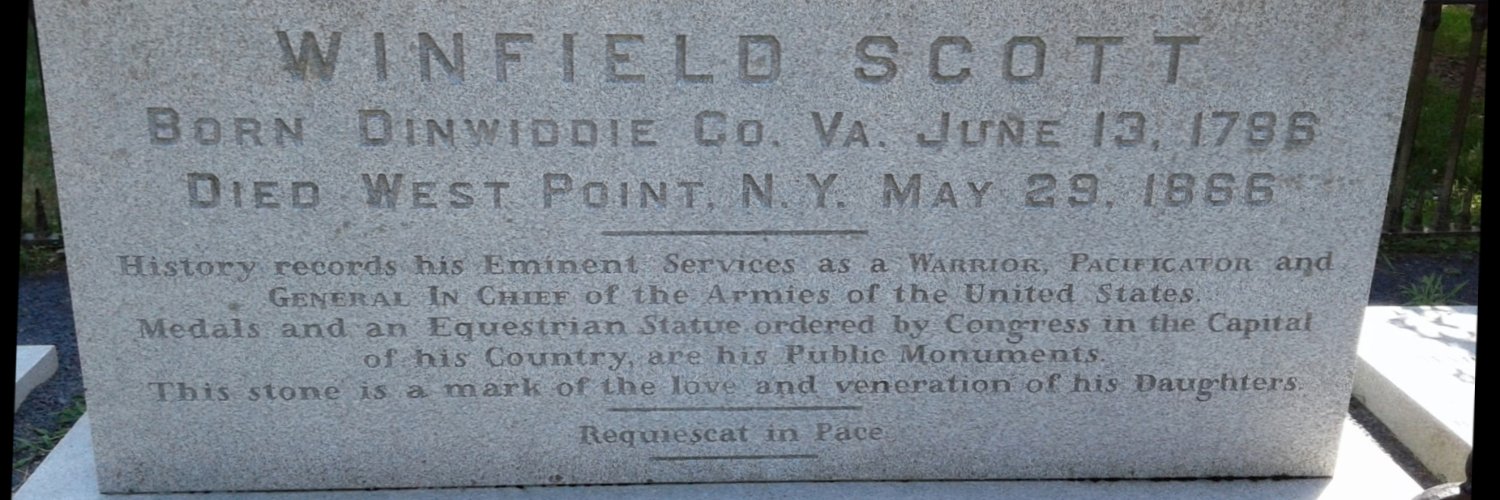 WINFIELD SCOTT
BORN DINWIDDIE CO. VA. JUNE 13, 1786
DIED WEST POINT, N.Y. MAY 29, 1866
History records his Eminent Services as a WARRIOR, PACIFICATOR and
GENERAL IN CHIEF of the Armies of the United States.
Medals and an Equestrian Statue ordered by Congress in the Capital
of his Country, are his Public Monuments.
This stone is a mark of the love and veneration of his Daughters.
Requiescat in Pace